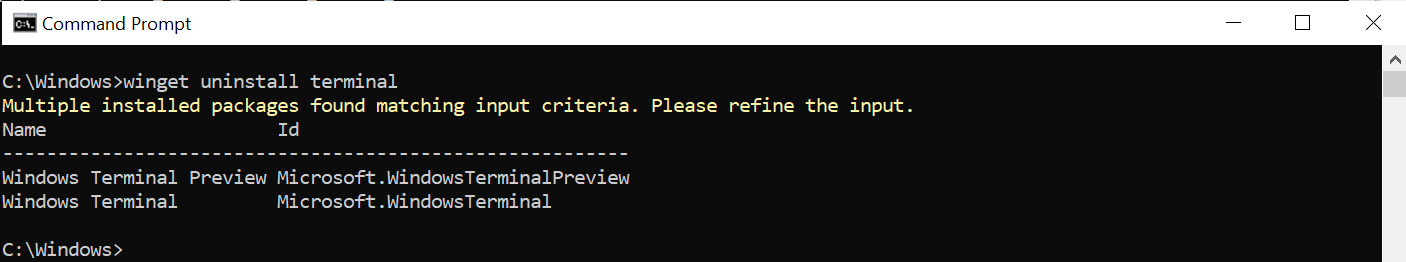 Command Prompt
C:\Windows>winget uninstall terminal
Multiple installed packages found matching input criteria. Please refine the input.
Name                     Id
---------------------------------------------------------
Windows Terminal Preview Microsoft.WindowsTerminalPreview
Windows Terminal         Microsoft.WindowsTerminal
C:\Windows>